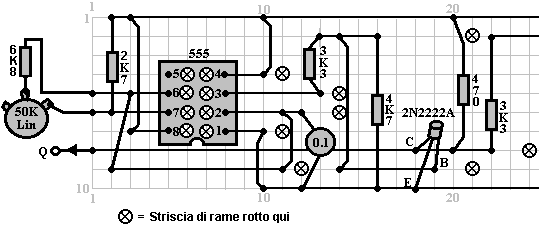 1 10 20
6K8
2K7
555
3K3
5 4
6 3
7 2
8 1
470
3K3
50K
Lin
4K7
2N2222A
0.1
C
Q
B
E
10 10 20
= Striscia di rame rotto qui